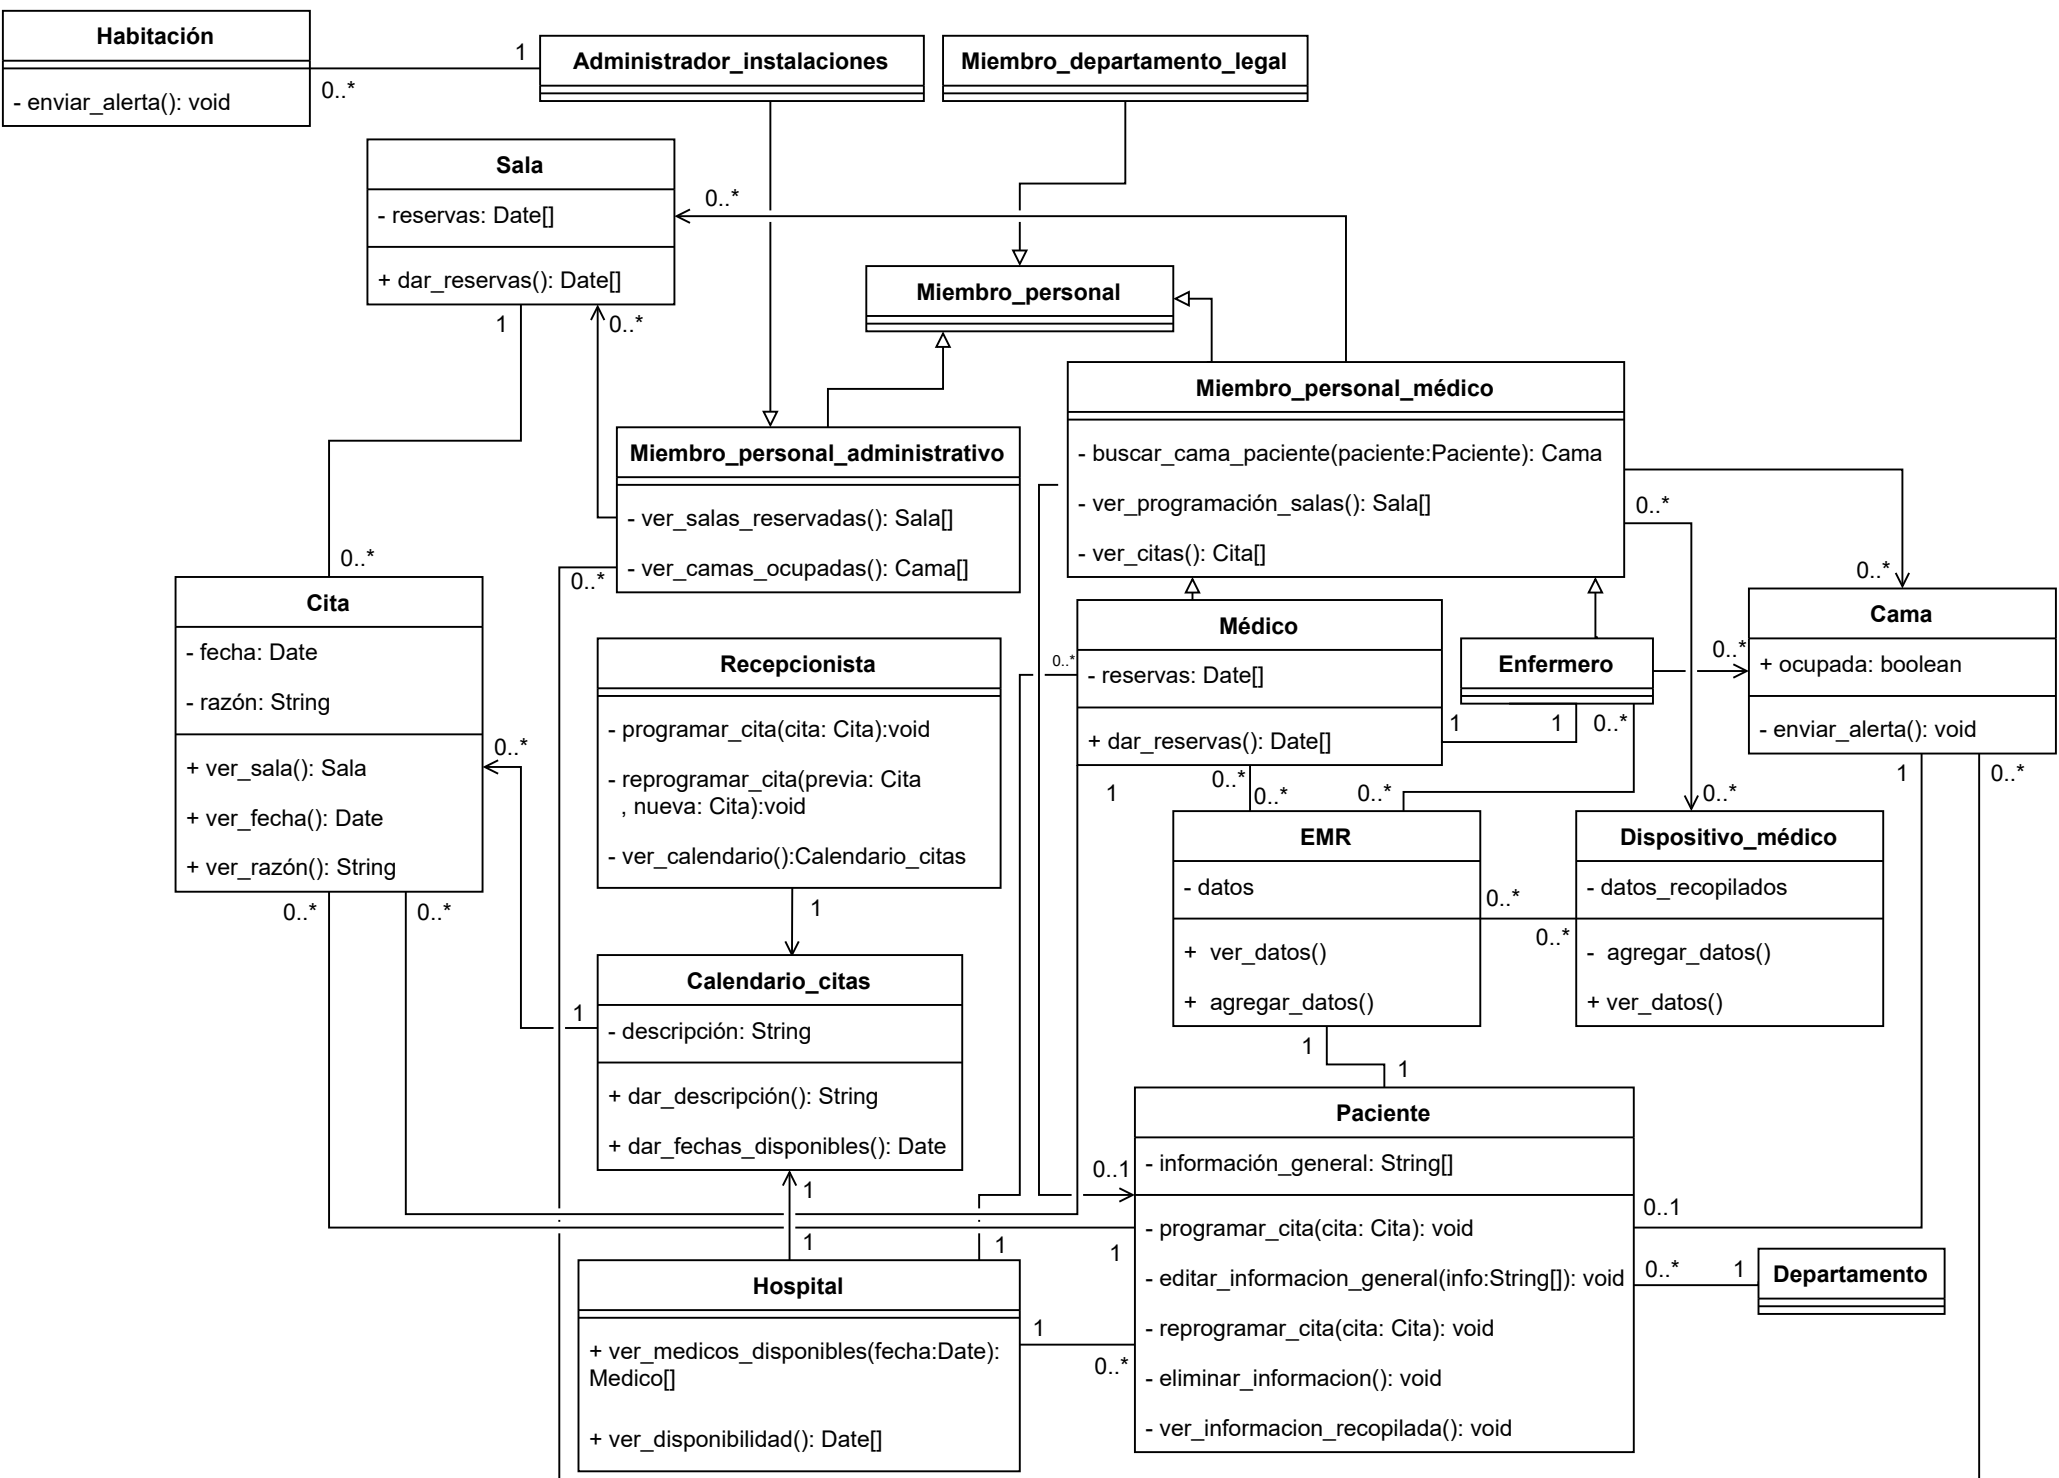 Habitación
- enviar_alerta(): void
1
0..*
Administrador_instalaciones
Miembro_departamento_legal
Sala
- reservas: Date[]
+ dar_reservas(): Date[]
0..*
1
0..*
Miembro_personal
Miembro_personal_médico
- buscar_cama_paciente(paciente:Paciente): Cama
- ver_programación_salas(): Sala[]
- ver_citas(): Cita[]
0..*
0..*
Miembro_personal_administrativo
- ver_salas_reservadas(): Sala[]
- ver_camas_ocupadas(): Cama[]
0..*
0..*
Cita
- fecha: Date
- razón: String
+ ver_sala(): Sala
+ ver_fecha(): Date
+ ver_razón(): String
0..*
0..*
0..*
Recepcionista
- programar_cita(cita: Cita):void
- reprogramar_cita(previa: Cita
, nueva: Cita):void
- ver_calendario():Calendario_citas
1
0..*
Médico
- reservas: Date[]
+ dar_reservas(): Date[]
1
0..*
0..*
1
Enfermero
1
0..*
0..*
0..*
Cama
+ ocupada: boolean
- enviar_alerta(): void
1
0..*
EMR
- datos
+ ver_datos()
+ agregar_datos()
0..*
0..*
1
1
0..*
Dispositivo_médico
- datos_recopilados
- agregar_datos()
+ ver_datos()
Calendario_citas
- descripción: String
+ dar_descripción(): String
+ dar_fechas_disponibles(): Date
1
1
1
Paciente
- información_general: String[]
- programar_cita(cita: Cita): void
- editar_informacion_general(info:String[]): void
- reprogramar_cita(cita: Cita): void
- eliminar_informacion(): void
- ver_informacion_recopilada(): void
0..1
1
0..1
0..*
1
Departamento
Hospital
+ ver_medicos_disponibles(fecha:Date):
Medico[]
+ ver_disponibilidad(): Date[]
1
1
0..*